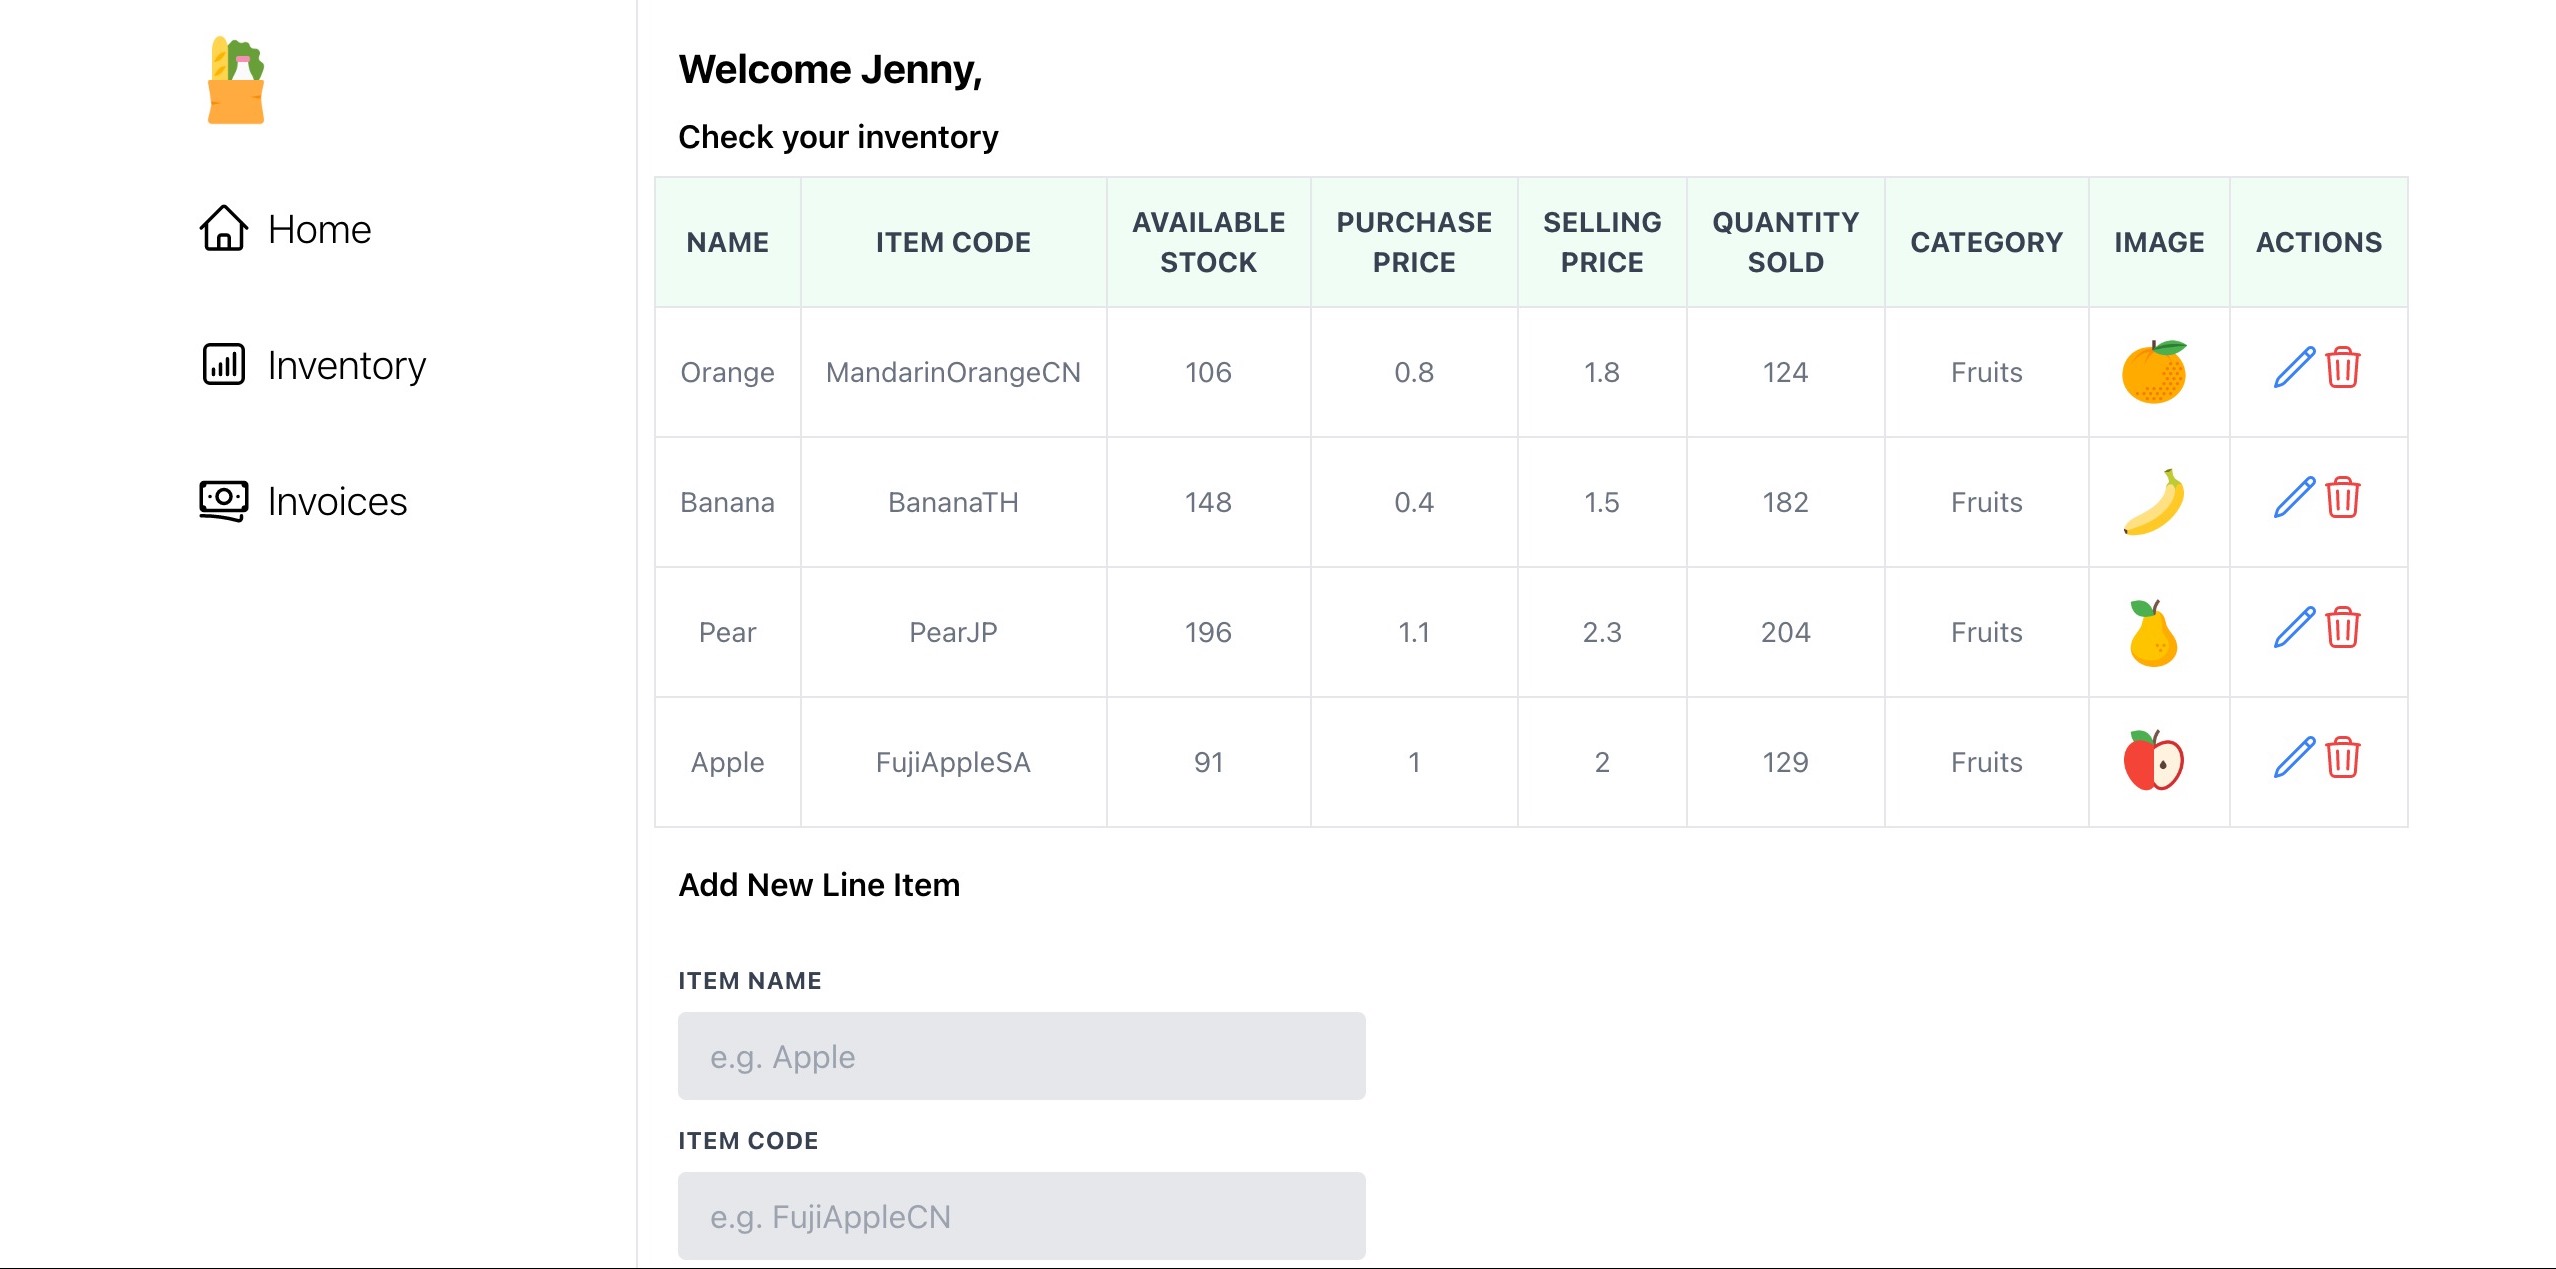 Welcome Jenny,
Check your inventory
Home
Inventory
Invoices
NAME ITEM CODE AVAILABLE STOCK PURCHASE PRICE SELLING PRICE QUANTITY SOLD CATEGORY IMAGE ACTIONS
Orange MandarinOrangeCN 106 0.8 1.8 124 Fruits
Banana BananaTH 148 0.4 1.5 182 Fruits
Pear PearJP 196 1.1 2.3 204 Fruits
Apple FujiAppleSA 91 1 2 129 Fruits
Add New Line Item
ITEM NAME
e.g. Apple
ITEM CODE
e.g. FujiAppleCN